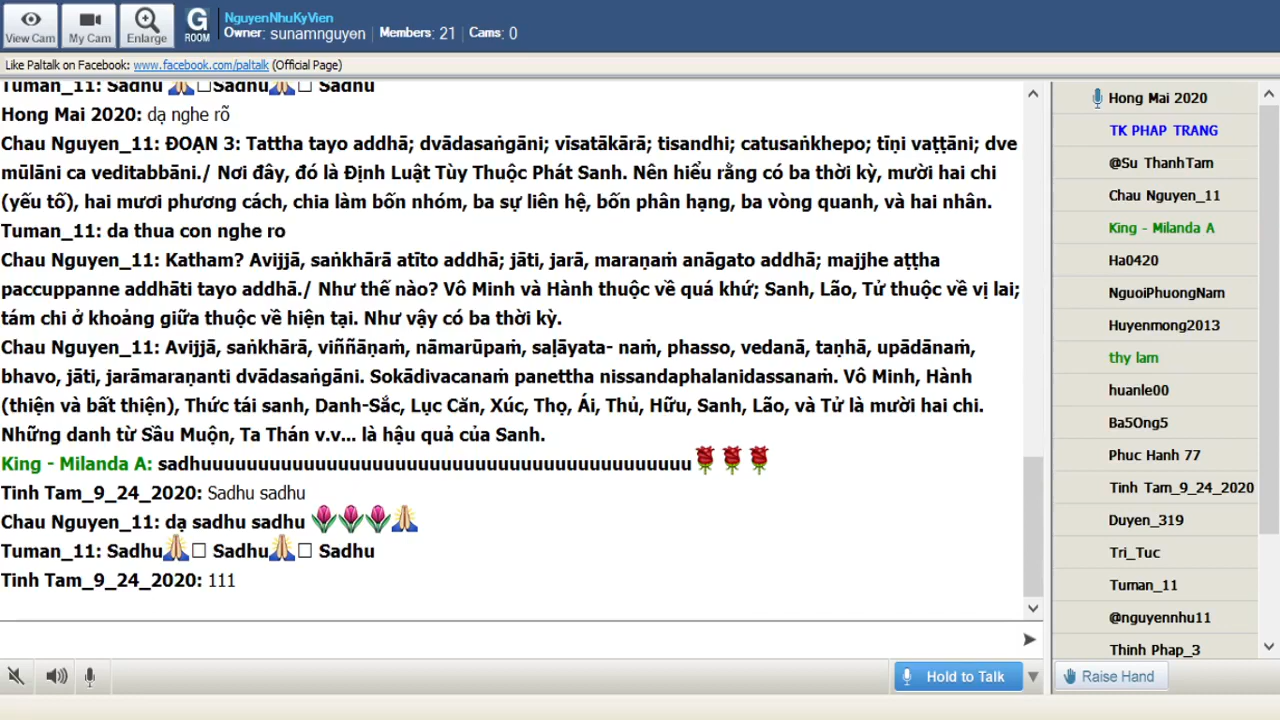 View Cam
My Cam
Enlarge
G
ROOM
NguyenNhuKyVien
Owner: sunamnguyen | Members: 21 | Cams: 0
Like Paltalk on Facebook: www.facebook.com/paltalk (Official Page)
Tuman_11: Sadhu 🙏□Sadhu🙏□ Sadhu
Hong Mai 2020: dạ nghe rõ
Chau Nguyen_11: ĐOẠN 3: Tattha tayo addhā; dvādasaṅgāni; vīsatākārā; tisandhi; catusaṅkhepo; tīṇi vaṭṭāni; dve
mūlāni ca veditabbāni./ Nơi đây, đó là Định Luật Tùy Thuộc Phát Sanh. Nên hiểu rằng có ba thời kỳ, mười hai chi
(yếu tố), hai mươi phương cách, chia làm bốn nhóm, ba sự liên hệ, bốn phân hạng, ba vòng quanh, và hai nhân.
Tuman_11: da thua con nghe ro
Chau Nguyen_11: Katham? Avijjā, saṅkhārā atīto addhā; jāti, jarā, maraṇaṁ anāgato addhā; majjhe aṭṭha
paccuppanne addhāti tayo addhā./ Như thế nào? Vô Minh và Hành thuộc về quá khứ; Sanh, Lão, Tử thuộc về vị lai;
tám chi ở khoảng giữa thuộc về hiện tại. Như vậy có ba thời kỳ.
Chau Nguyen_11: Avijjā, saṅkhārā, viññāṇaṁ, nāmarūpaṁ, saḷāyata- naṁ, phasso, vedanā, taṇhā, upādānaṁ,
bhavo, jāti, jarāmaraṇanti dvādasaṅgāni. Sokādivacanaṁ panettha nissandaphalanidassanaṁ. Vô Minh, Hành
(thiện và bất thiện), Thức tái sanh, Danh-Sắc, Lục Căn, Xúc, Thọ, Ái, Thủ, Hữu, Sanh, Lão, và Tử là mười hai chi.
Những danh từ Sầu Muộn, Ta Thán v.v... là hậu quả của Sanh.
King - Milanda A: sadhuuuuuuuuuuuuuuuuuuuuuuuuuuuuuuuuuuuuuuuuuuu🌹🌹🌹
Tinh Tam_9_24_2020: Sadhu sadhu
Chau Nguyen_11: dạ sadhu sadhu 🌷🌷🌷🙏
Tuman_11: Sadhu🙏□ Sadhu🙏□ Sadhu
Tinh Tam_9_24_2020: 111
Hold to Talk
Hong Mai 2020
TK PHAP TRANG
@Su ThanhTam
Chau Nguyen_11
King - Milanda A
Ha0420
NguoiPhuongNam
Huyenmong2013
thy lam
huanle00
Ba5Ong5
Phuc Hanh 77
Tinh Tam_9_24_2020
Duyen_319
Tri_Tuc
Tuman_11
@nguyennhu11
Thinh Phap_3
Raise Hand